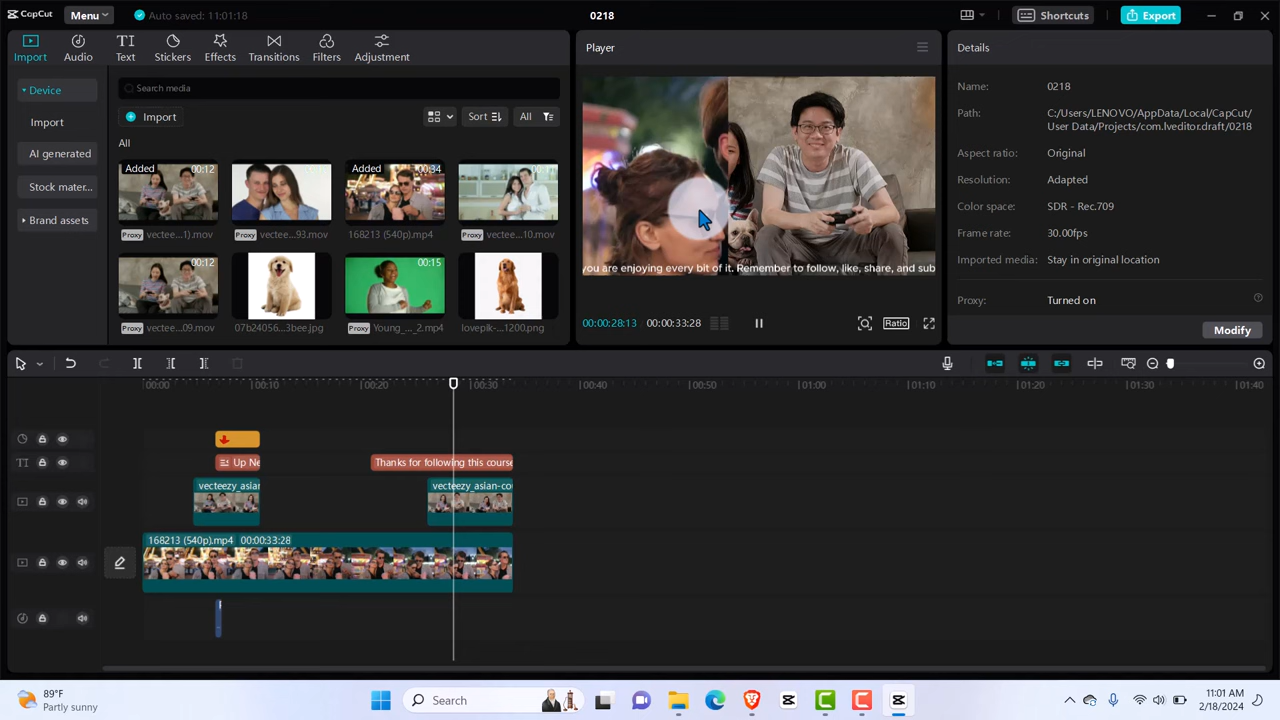 CapCut
Menu
Auto saved: 11:01:18
0218
Shortcuts
Export
Import
Audio
Text
Stickers
Effects
Transitions
Filters
Adjustment
Player
Details
Device
Import
AI generated
Stock mater...
Brand assets
Search media
Import
Sort
All
All
Added 00:12
Added 00:34
Proxy vectee...1).mov
Proxy vectee...93.mov
168213 (540p).mp4
Proxy vectee...10.mov
00:12
00:15
Proxy vectee...09.mov
07b24056...3bee.jpg
Proxy Young_..._2.mp4
lovepik-...1200.png
you are enjoying every bit of it. Remember to follow, like, share, and sub
00:00:28:13 00:00:33:28
Ratio
Name: 0218
Path: C:/Users/LENOVO/AppData/Local/CapCut/
User Data/Projects/com.lveditor.draft/0218
Aspect ratio: Original
Resolution: Adapted
Color space: SDR - Rec.709
Frame rate: 30.00fps
Imported media: Stay in original location
Proxy: Turned on
Modify
00:00
00:10
00:20
00:30
00:40
00:50
01:00
01:10
01:20
01:30
01:40
TI
Up Ne
Thanks for following this course
vecteezy_asian
vecteezy_asian-co
168213 (540p).mp4 00:00:33:28
89°F
Partly sunny
Search
11:01 AM
2/18/2024